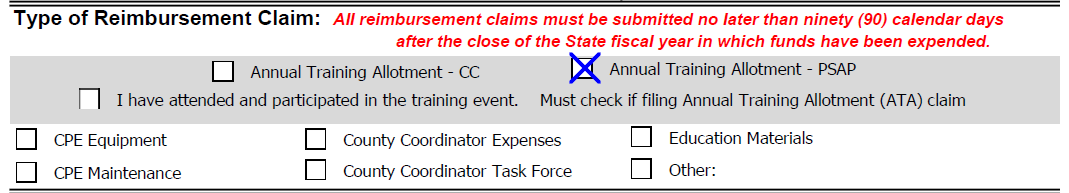 Type of Reimbursement Claim: All reimbursement claims must be submitted no later than ninety (90) calendar days
after the close of the State fiscal year in which funds have been expended.
Annual Training Allotment - CC Annual Training Allotment - PSAP
I have attended and participated in the training event. Must check if filing Annual Training Allotment (ATA) claim
CPE Equipment County Coordinator Expenses Education Materials
CPE Maintenance County Coordinator Task Force Other: